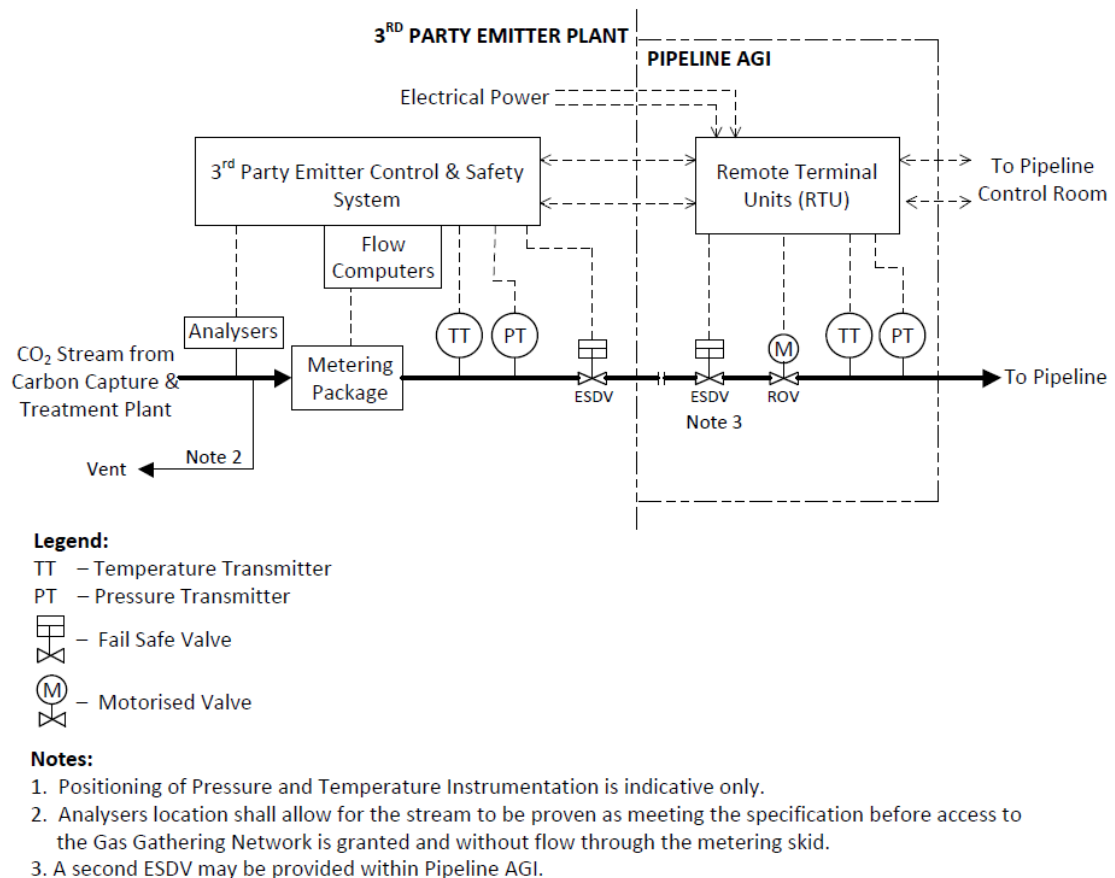 3RD PARTY EMITTER PLANT
PIPELINE AGI
Electrical Power
3rd Party Emitter Control & Safety
System
Remote Terminal
Units (RTU)
To Pipeline
Control Room
Flow
Computers
Analysers
TT
PT
M
TT
PT
CO2 Stream from
Carbon Capture &
Treatment Plant
Metering
Package
To Pipeline
ESDV
ESDV
ROV
Note 3
Note 2
Vent
Legend:
TT – Temperature Transmitter
PT – Pressure Transmitter
– Fail Safe Valve
M – Motorised Valve
Notes:
1. Positioning of Pressure and Temperature Instrumentation is indicative only.
2. Analysers location shall allow for the stream to be proven as meeting the specification before access to
the Gas Gathering Network is granted and without flow through the metering skid.
3. A second ESDV may be provided within Pipeline AGI.